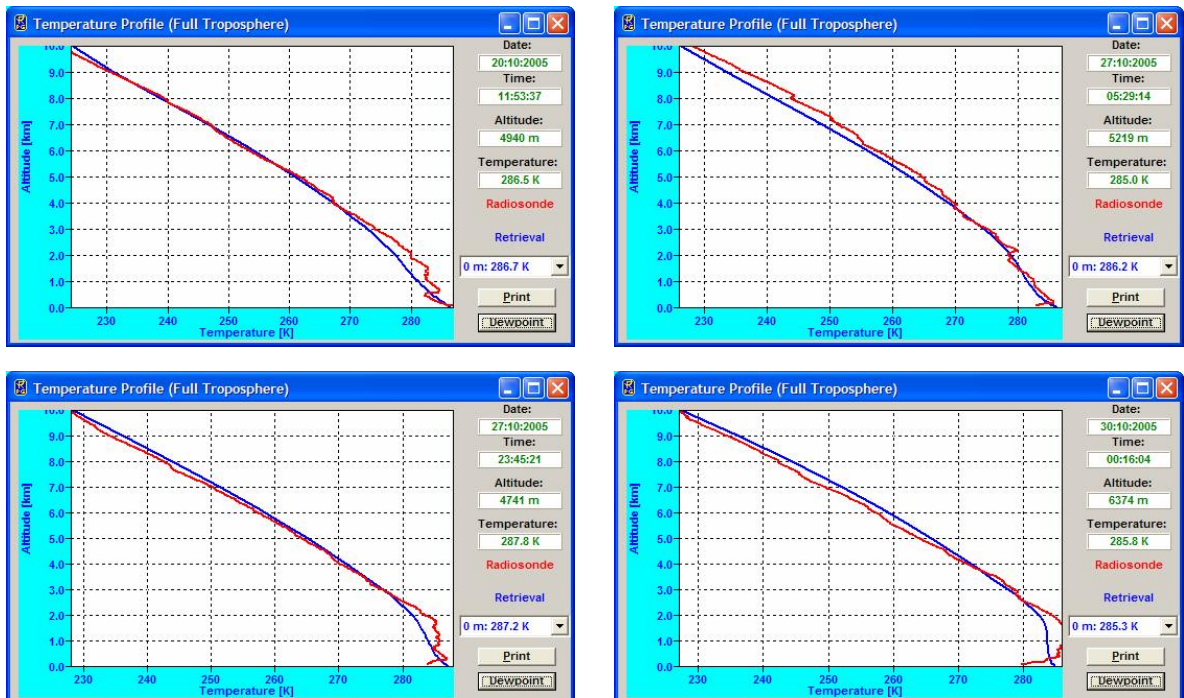 Temperature Profile (Full Troposphere)
Date:
20:10:2005
Time:
11:53:37
Altitude:
4940 m
Temperature:
286.5 K
Radiosonde
Retrieval
0 m: 286.7 K
Print
Dewpoint
10.0
9.0
8.0
7.0
6.0
5.0
4.0
3.0
2.0
1.0
0.0
Altitude [km]
230 240 250 260 270 280
Temperature [K]
Temperature Profile (Full Troposphere)
Date:
27:10:2005
Time:
05:29:14
Altitude:
5219 m
Temperature:
285.0 K
Radiosonde
Retrieval
0 m: 286.2 K
Print
Dewpoint
10.0
9.0
8.0
7.0
6.0
5.0
4.0
3.0
2.0
1.0
0.0
Altitude [km]
230 240 250 260 270 280
Temperature [K]
Temperature Profile (Full Troposphere)
Date:
27:10:2005
Time:
23:45:21
Altitude:
4741 m
Temperature:
287.8 K
Radiosonde
Retrieval
0 m: 287.2 K
Print
Dewpoint
10.0
9.0
8.0
7.0
6.0
5.0
4.0
3.0
2.0
1.0
0.0
Altitude [km]
230 240 250 260 270 280
Temperature [K]
Temperature Profile (Full Troposphere)
Date:
30:10:2005
Time:
00:16:04
Altitude:
6374 m
Temperature:
285.8 K
Radiosonde
Retrieval
0 m: 285.3 K
Print
Dewpoint
10.0
9.0
8.0
7.0
6.0
5.0
4.0
3.0
2.0
1.0
0.0
Altitude [km]
230 240 250 260 270 280
Temperature [K]